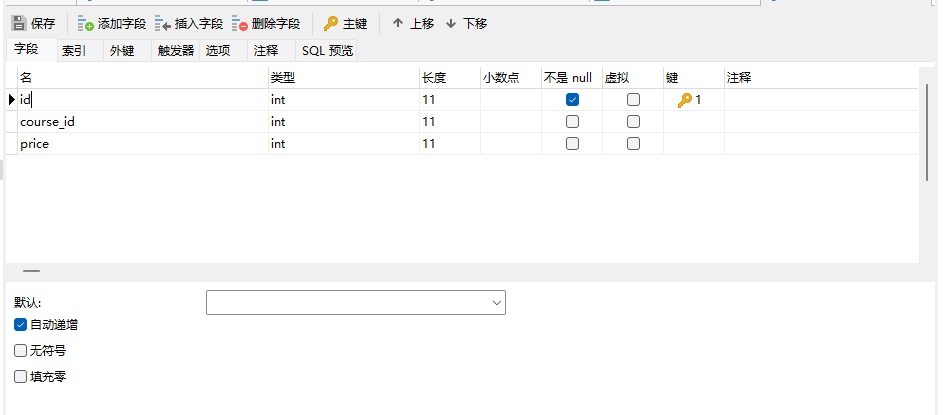 保存 添加字段 插入字段 删除字段 主键 上移 下移
字段 索引 外键 触发器 选项 注释 SQL 预览
名 类型 长度 小数点 不是 null 虚拟 键 注释
id int 11 1
course_id int 11
price int 11
默认:
自动递增
无符号
填充零